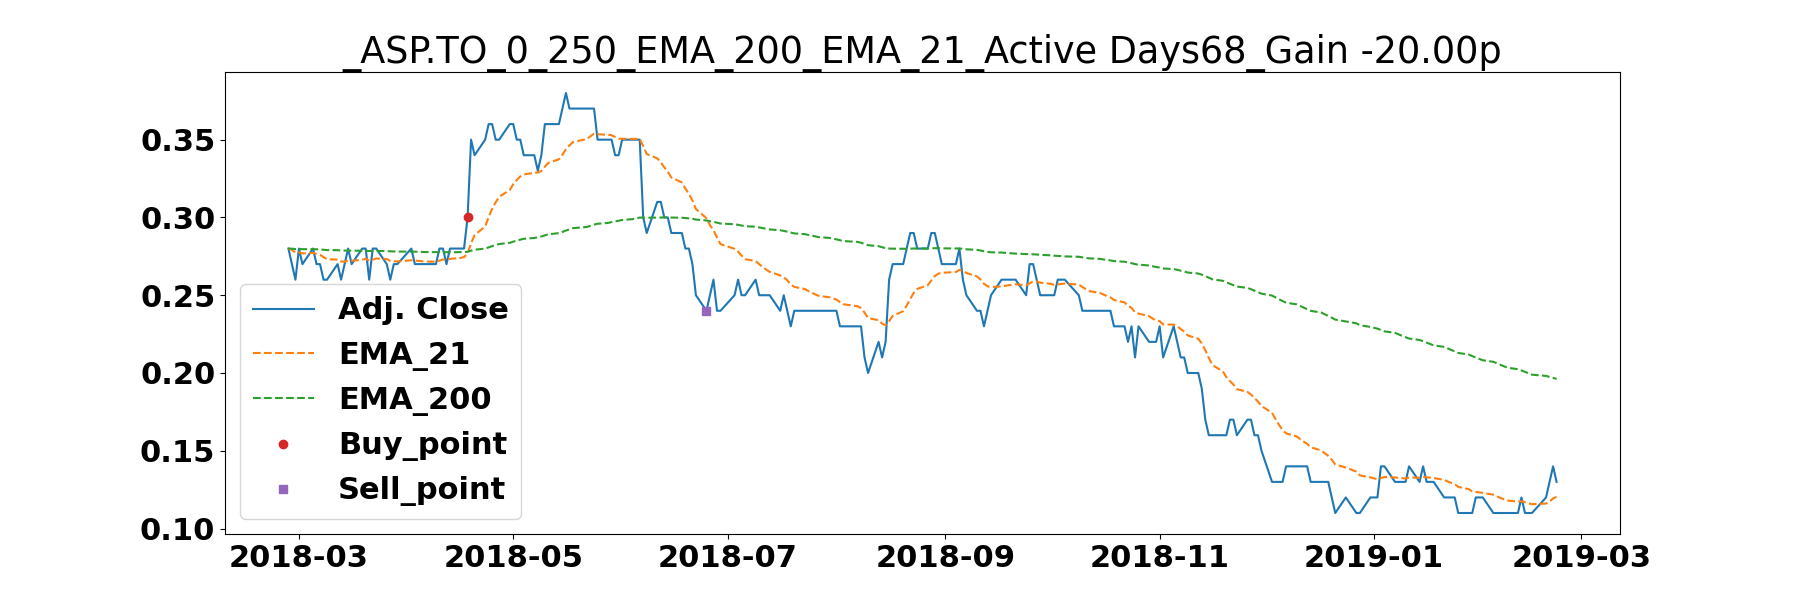 _ASP.TO_0_250_EMA_200_EMA_21_Active Days68_Gain -20.00p
0.35
0.30
0.25
0.20
0.15
0.10
Adj. Close
EMA_21
EMA_200
Buy_point
Sell_point
2018-03 2018-05 2018-07 2018-09 2018-11 2019-01 2019-03